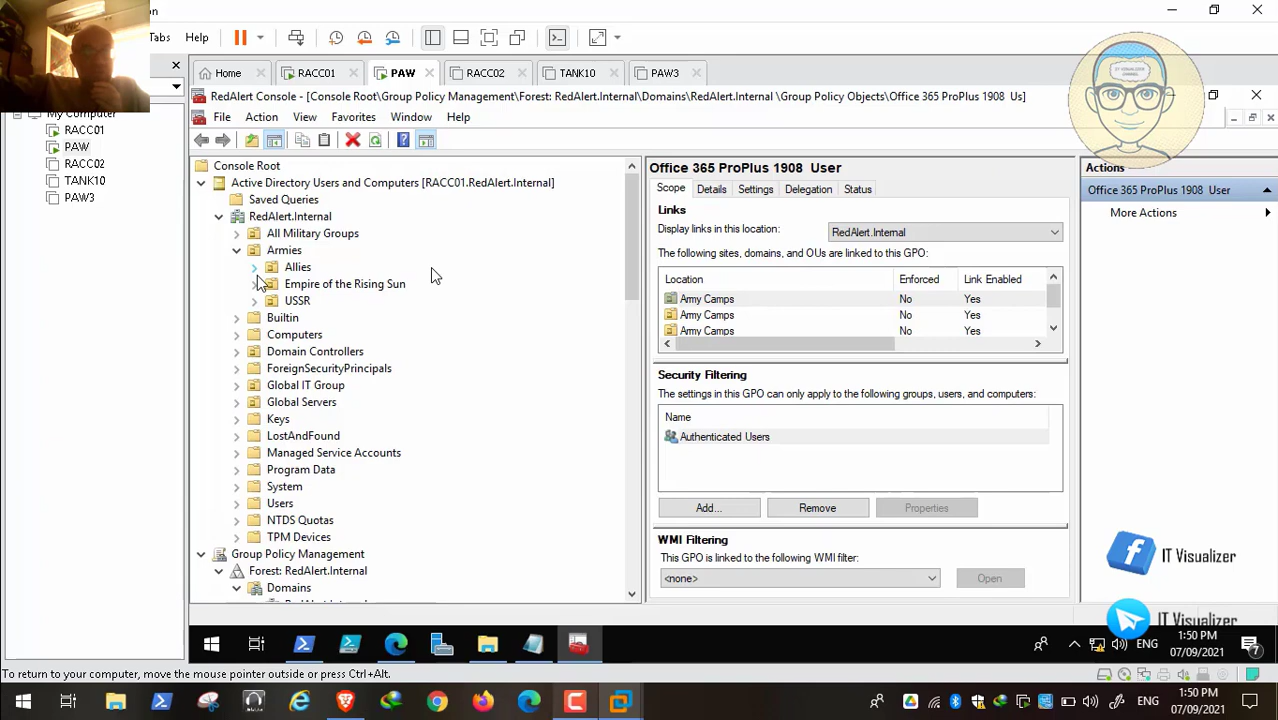 on
Tabs Help
Home RACC01 PAW RACC02 TANK10 PAW3
IT VISUALIZER
CHANNEL
My Computer
RACC01
PAW
RACC02
TANK10
PAW3
RedAlert Console - [Console Root\Group Policy Management\Forest: RedAlert.Internal\Domains\RedAlert.Internal \Group Policy Objects\Office 365 ProPlus 1908 Us]
File Action View Favorites Window Help
Console Root
Active Directory Users and Computers [RACC01.RedAlert.Internal]
Saved Queries
RedAlert.Internal
All Military Groups
Armies
Allies
Empire of the Rising Sun
USSR
Builtin
Computers
Domain Controllers
ForeignSecurityPrincipals
Global IT Group
Global Servers
Keys
LostAndFound
Managed Service Accounts
Program Data
System
Users
NTDS Quotas
TPM Devices
Group Policy Management
Forest: RedAlert.Internal
Domains
Office 365 ProPlus 1908 User
Scope Details Settings Delegation Status
Links
Display links in this location: RedAlert.Internal
The following sites, domains, and OUs are linked to this GPO:
Location Enforced Link Enabled
Army Camps No Yes
Army Camps No Yes
Army Camps No Yes
Security Filtering
The settings in this GPO can only apply to the following groups, users, and computers:
Name
Authenticated Users
Add... Remove Properties
WMI Filtering
This GPO is linked to the following WMI filter:
<none> Open
Actions
Office 365 ProPlus 1908 User
More Actions
IT Visualizer
IT Visualizer
ENG 1:50 PM
07/09/2021 7
To return to your computer, move the mouse pointer outside or press Ctrl+Alt.
ENG 1:50 PM
07/09/2021